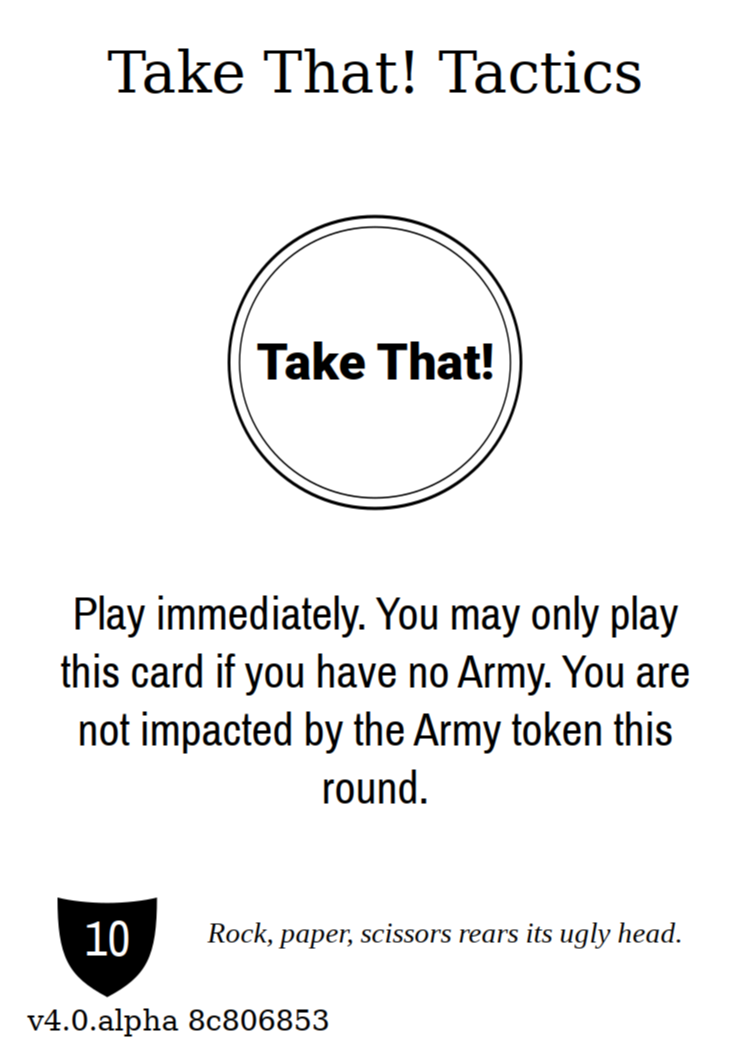 Take That! Tactics
Take That!
Play immediately. You may only play
this card if you have no Army. You are
not impacted by the Army token this
round.
10
Rock, paper, scissors rears its ugly head.
v4.0.alpha 8c806853